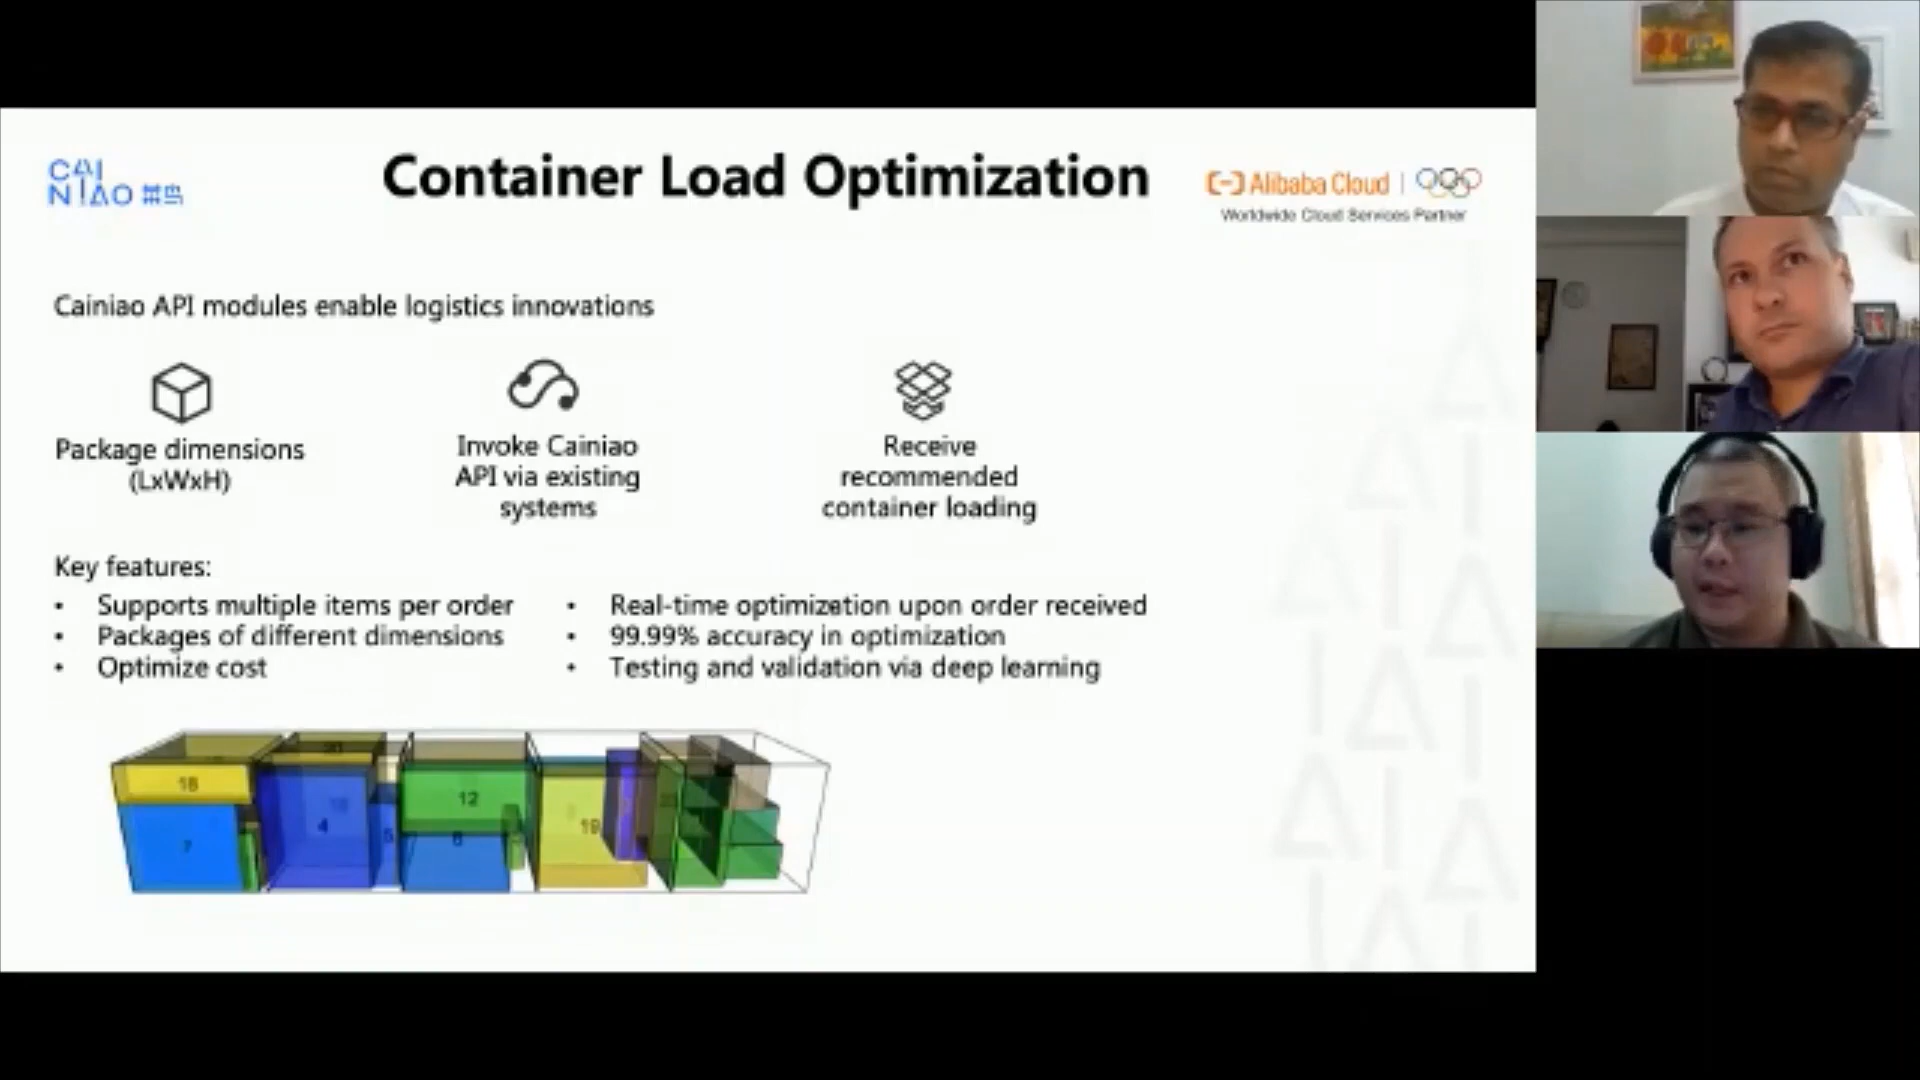 CAI
NIAO 菜鸟
Container Load Optimization
Alibaba Cloud |
Worldwide Cloud Services Partner
Cainiao API modules enable logistics innovations
Package dimensions
(LxWxH)
Invoke Cainiao
API via existing
systems
Receive
recommended
container loading
Key features:
• Supports multiple items per order
• Packages of different dimensions
• Optimize cost
• Real-time optimization upon order received
• 99.99% accuracy in optimization
• Testing and validation via deep learning
18
12
4
7
19